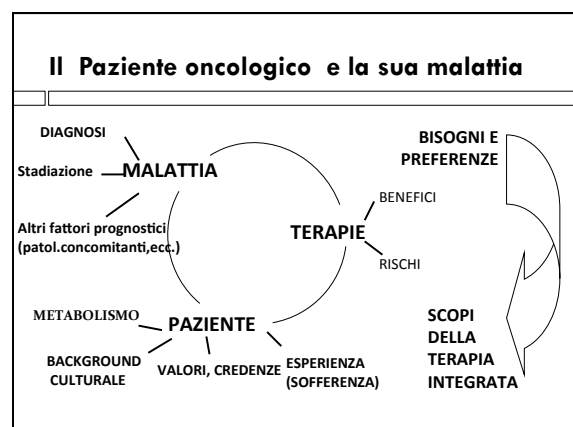 Il Paziente oncologico e la sua malattia
DIAGNOSI
Stadiazione
MALATTIA
Altri fattori prognostici
(patol.concomitanti,ecc.)
TERAPIE
BENEFICI
RISCHI
METABOLISMO
PAZIENTE
BACKGROUND
CULTURALE
VALORI, CREDENZE
ESPERIENZA
(SOFFERENZA)
BISOGNI E
PREFERENZE
SCOPI
DELLA
TERAPIA
INTEGRATA